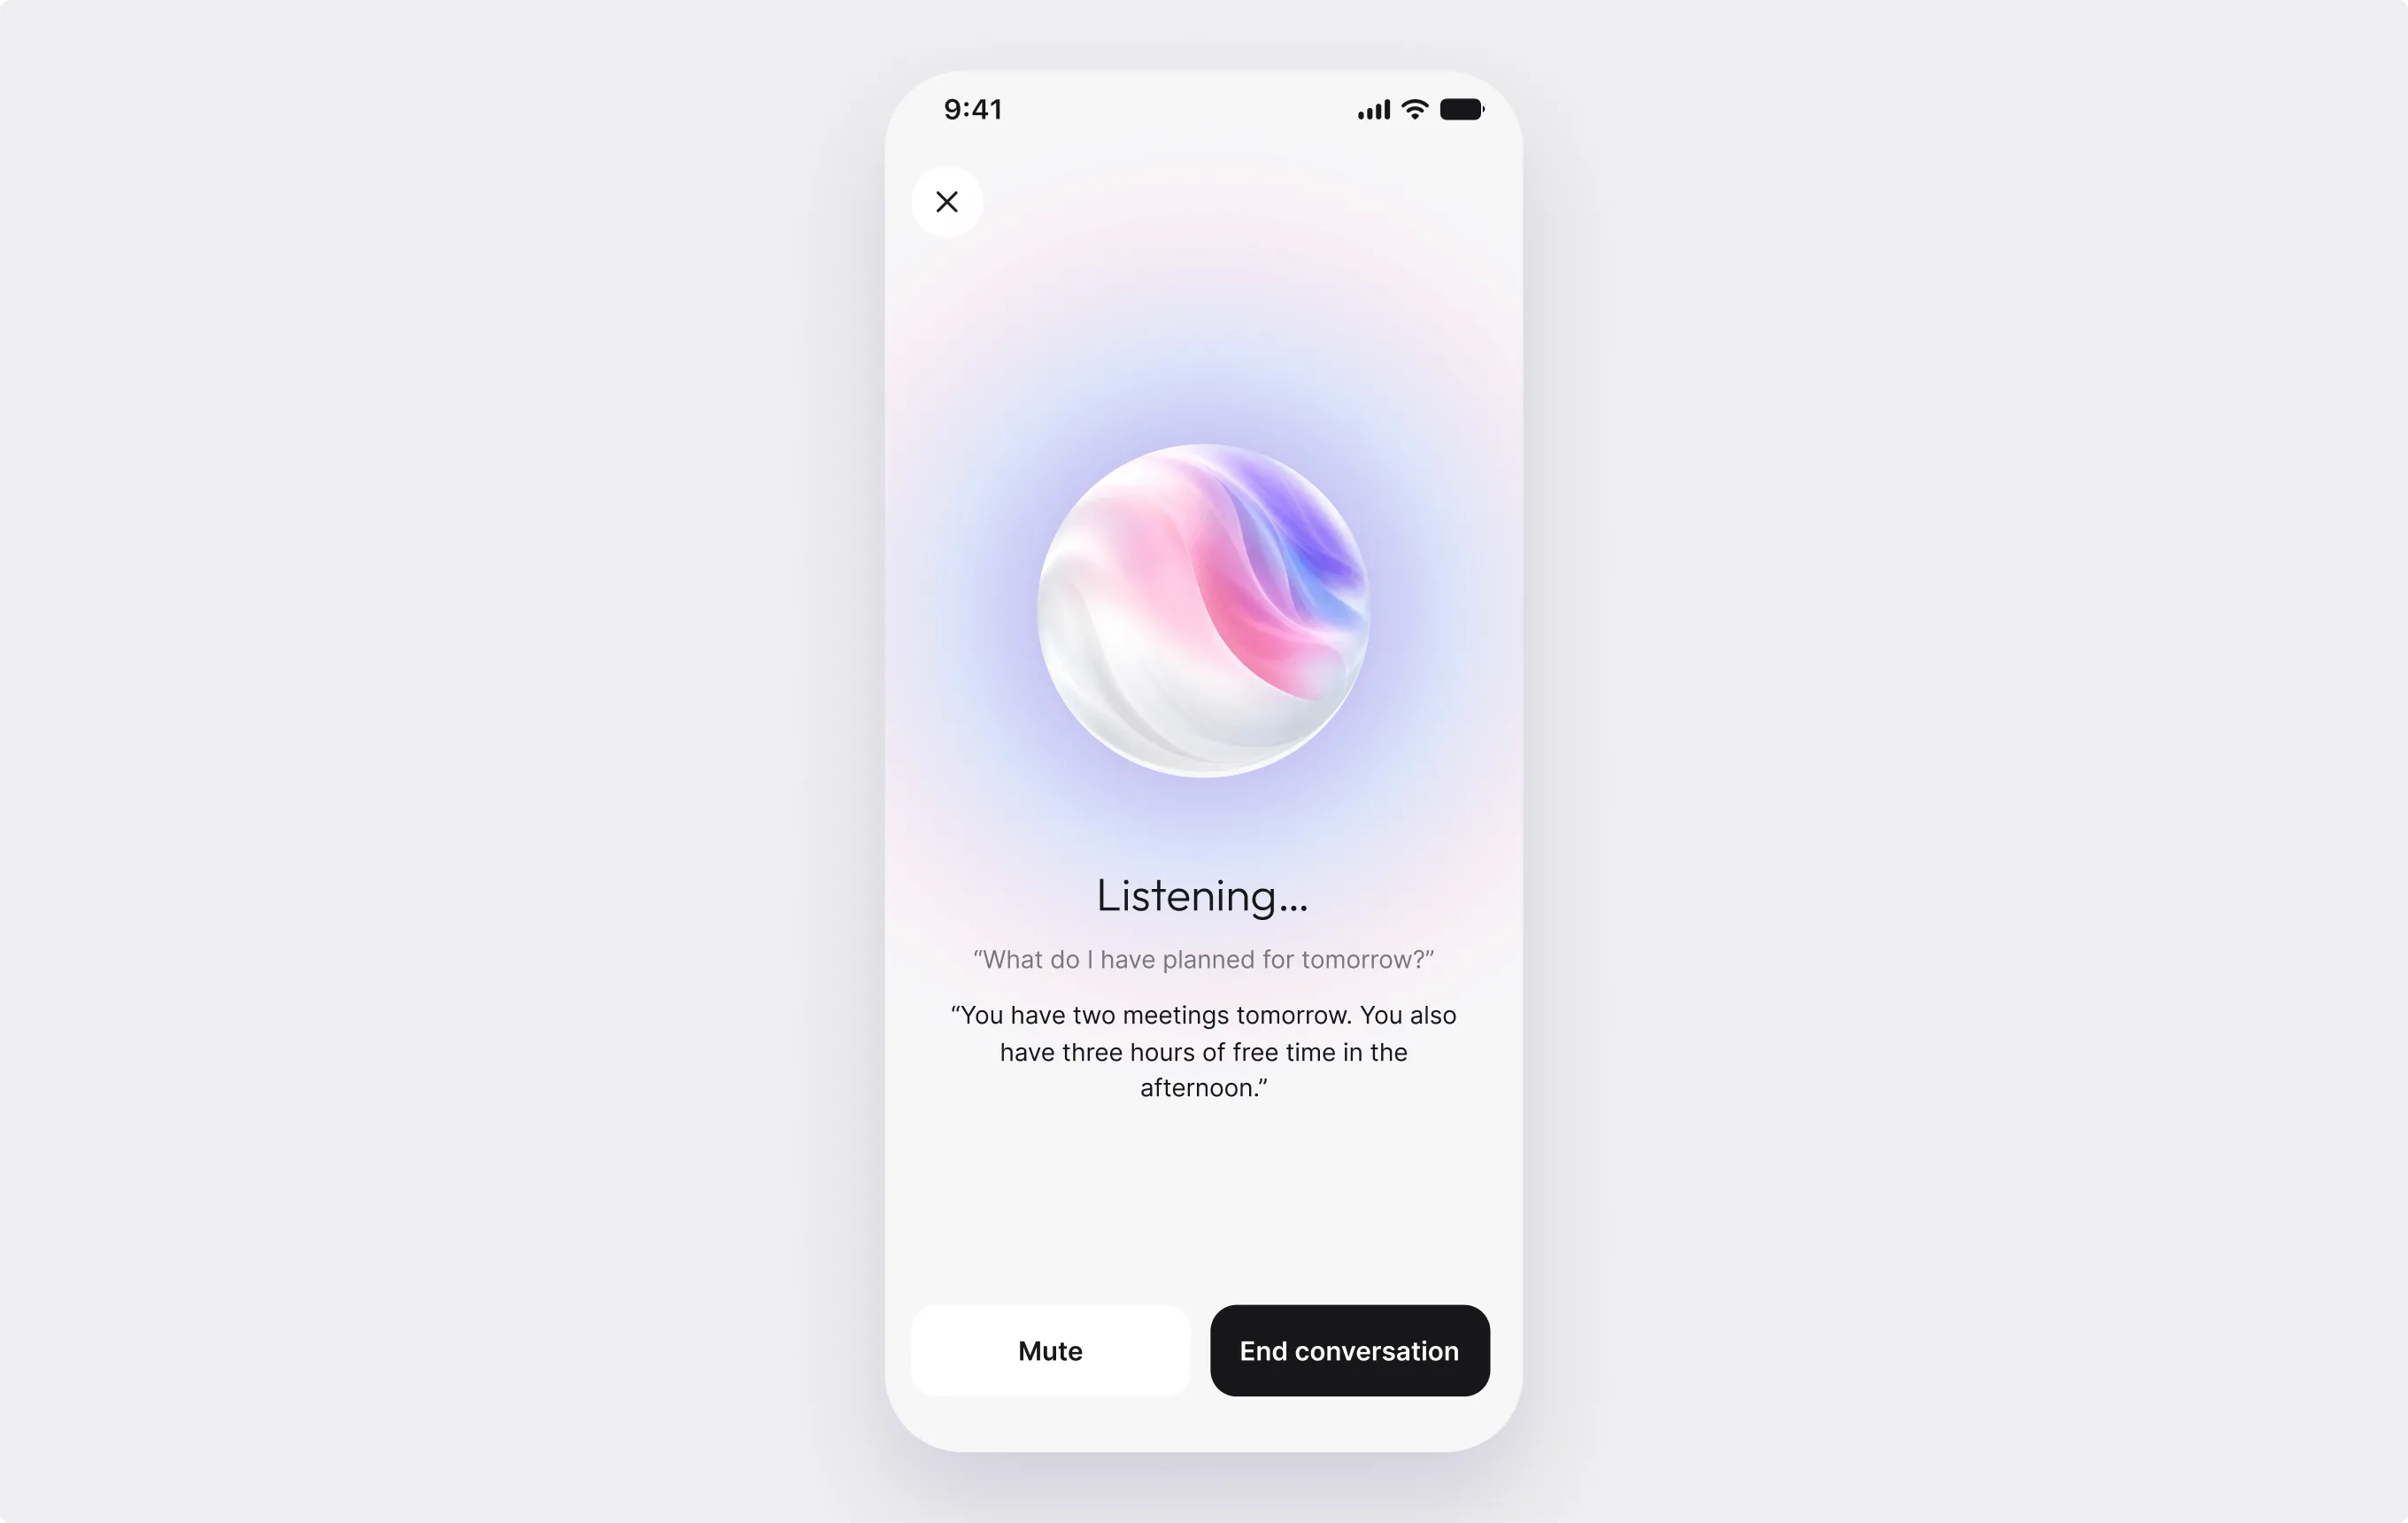 9:41
Listening...
“What do I have planned for tomorrow?”
“You have two meetings tomorrow. You also
have three hours of free time in the
afternoon.”
Mute
End conversation